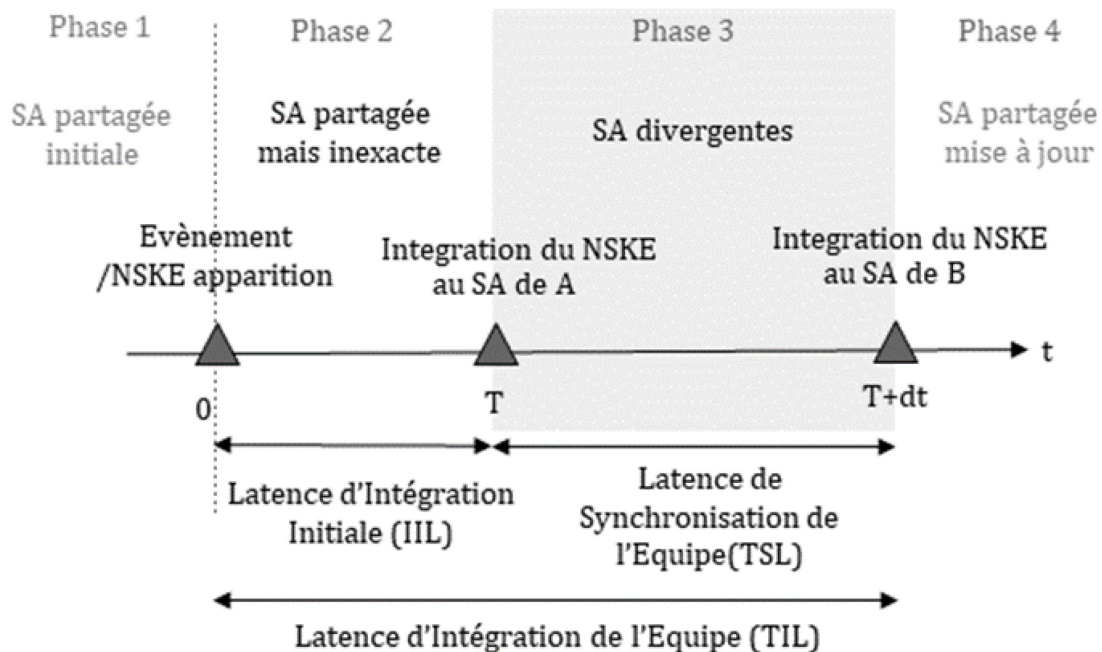 Phase 1
Phase 2
Phase 3
Phase 4
SA partagée
initiale
SA partagée
mais inexacte
SA divergentes
SA partagée
mise à jour
Evènement
/NSKE apparition
Integration du NSKE
au SA de A
Integration du NSKE
au SA de B
t
0
T
T+dt
Latence d'Intégration
Initiale (IIL)
Latence de
Synchronisation de
l'Equipe(TSL)
Latence d'Intégration de l'Equipe (TIL)